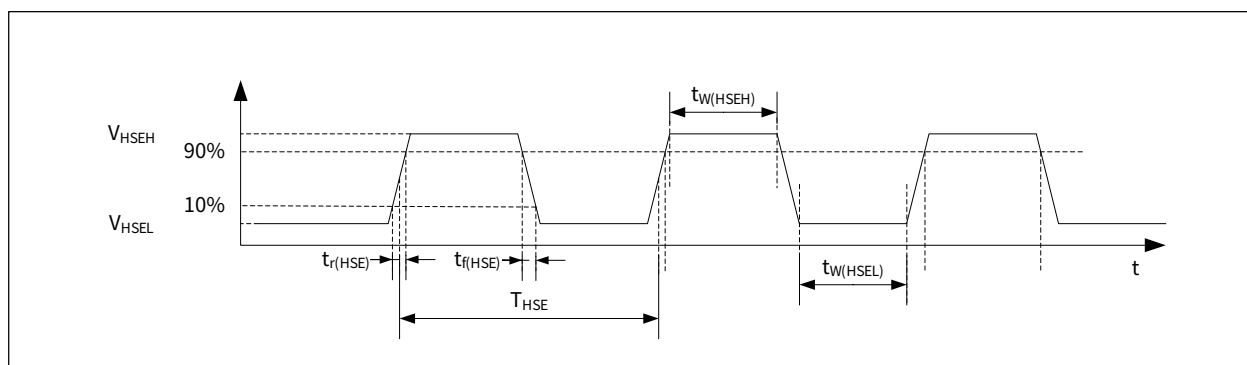 tW(HSEH)
VHSEH
90%
10%
VHSEL
tr(HSE)
tf(HSE)
tW(HSEL)
t
THSE